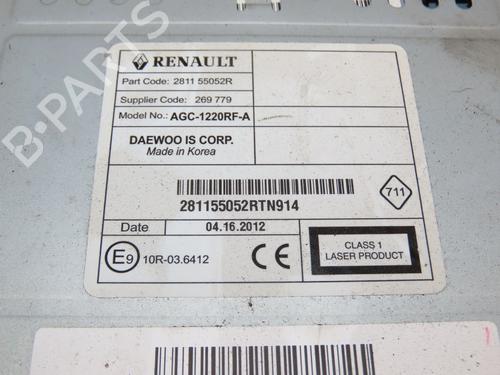 RENAULT
Part Code: 2811 55052R
Supplier Code: 269 779
Model No.: AGC-1220RF-A
DAEWOO IS CORP.
Made in Korea
281155052RTN914
711
Date 04.16.2012
E9 10R-03.6412
CE
CLASS 1
LASER PRODUCT
B-PARTS